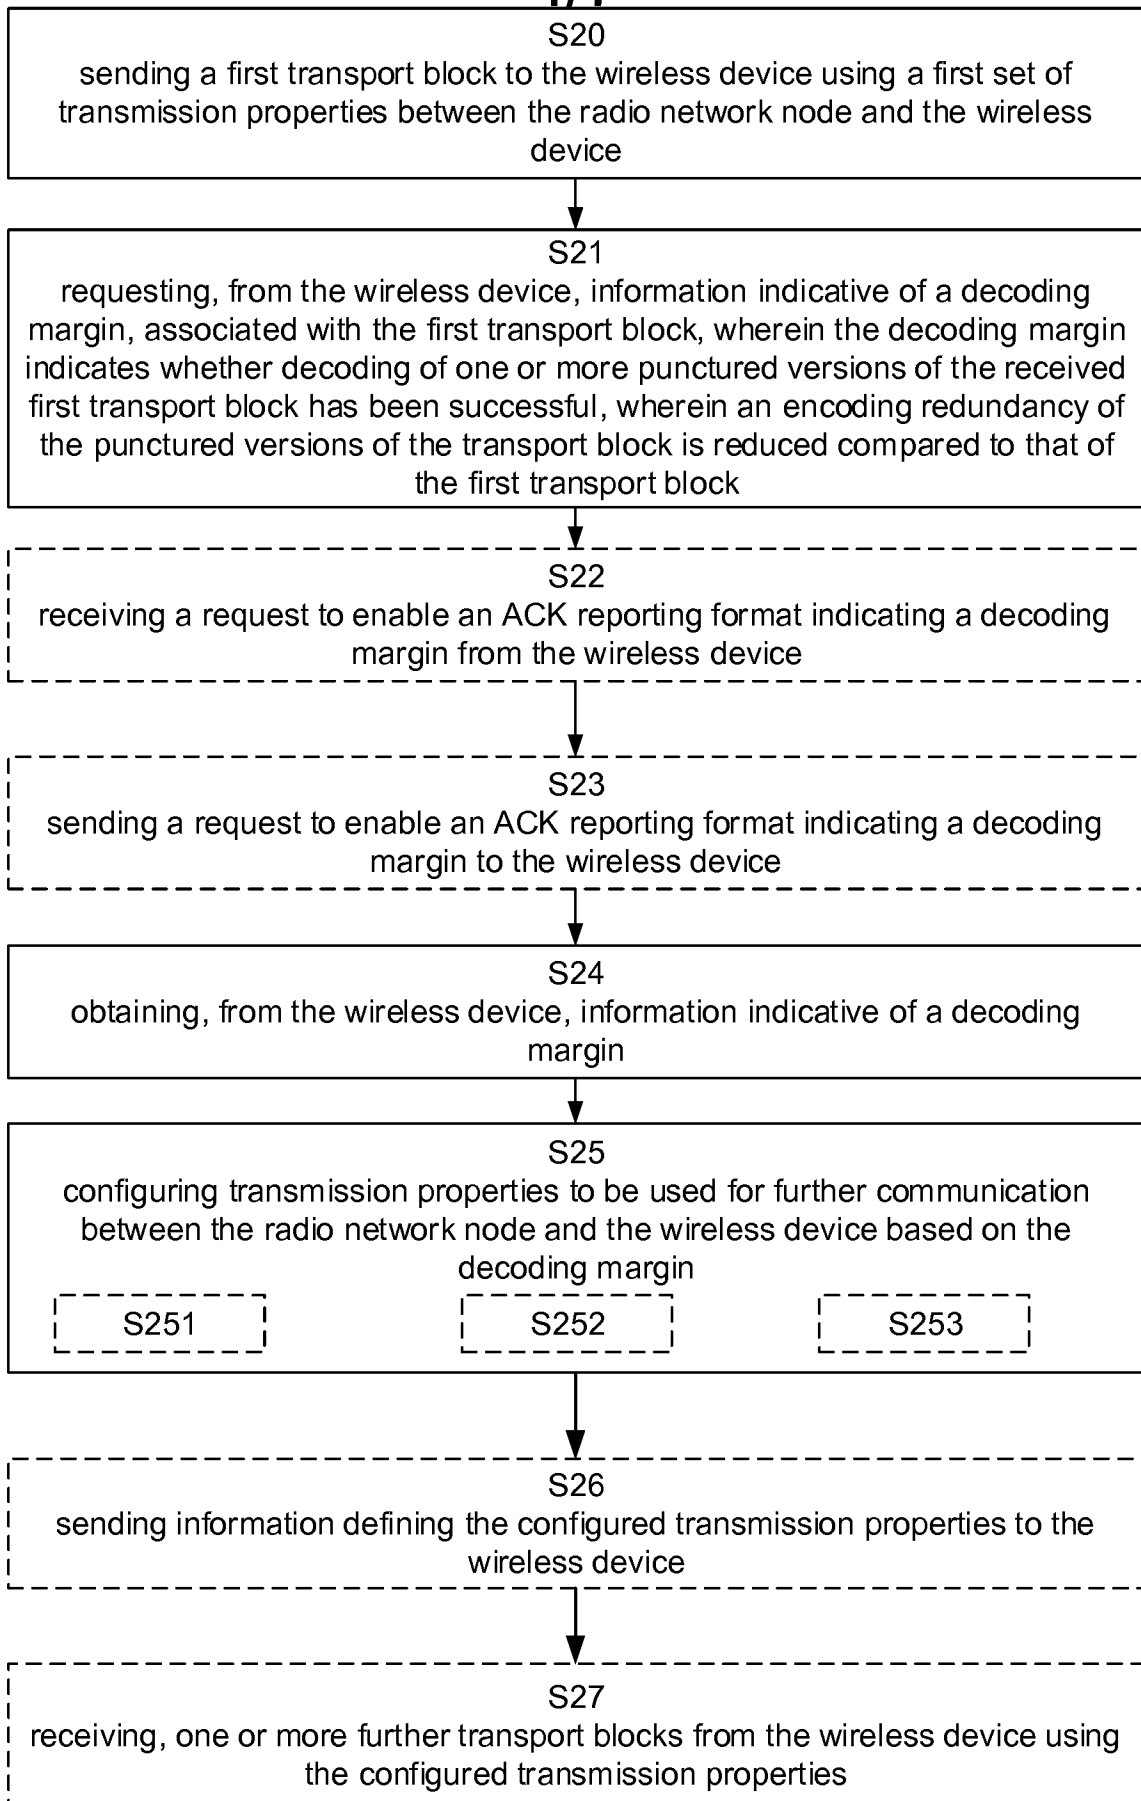 S20
sending a first transport block to the wireless device using a first set of
transmission properties between the radio network node and the wireless
device
S21
requesting, from the wireless device, information indicative of a decoding
margin, associated with the first transport block, wherein the decoding margin
indicates whether decoding of one or more punctured versions of the received
first transport block has been successful, wherein an encoding redundancy of
the punctured versions of the transport block is reduced compared to that of
the first transport block
S22
receiving a request to enable an ACK reporting format indicating a decoding
margin from the wireless device
S23
sending a request to enable an ACK reporting format indicating a decoding
margin to the wireless device
S24
obtaining, from the wireless device, information indicative of a decoding
margin
S25
configuring transmission properties to be used for further communication
between the radio network node and the wireless device based on the
decoding margin
S251
S252
S253
S26
sending information defining the configured transmission properties to the
wireless device
S27
receiving, one or more further transport blocks from the wireless device using
the configured transmission properties